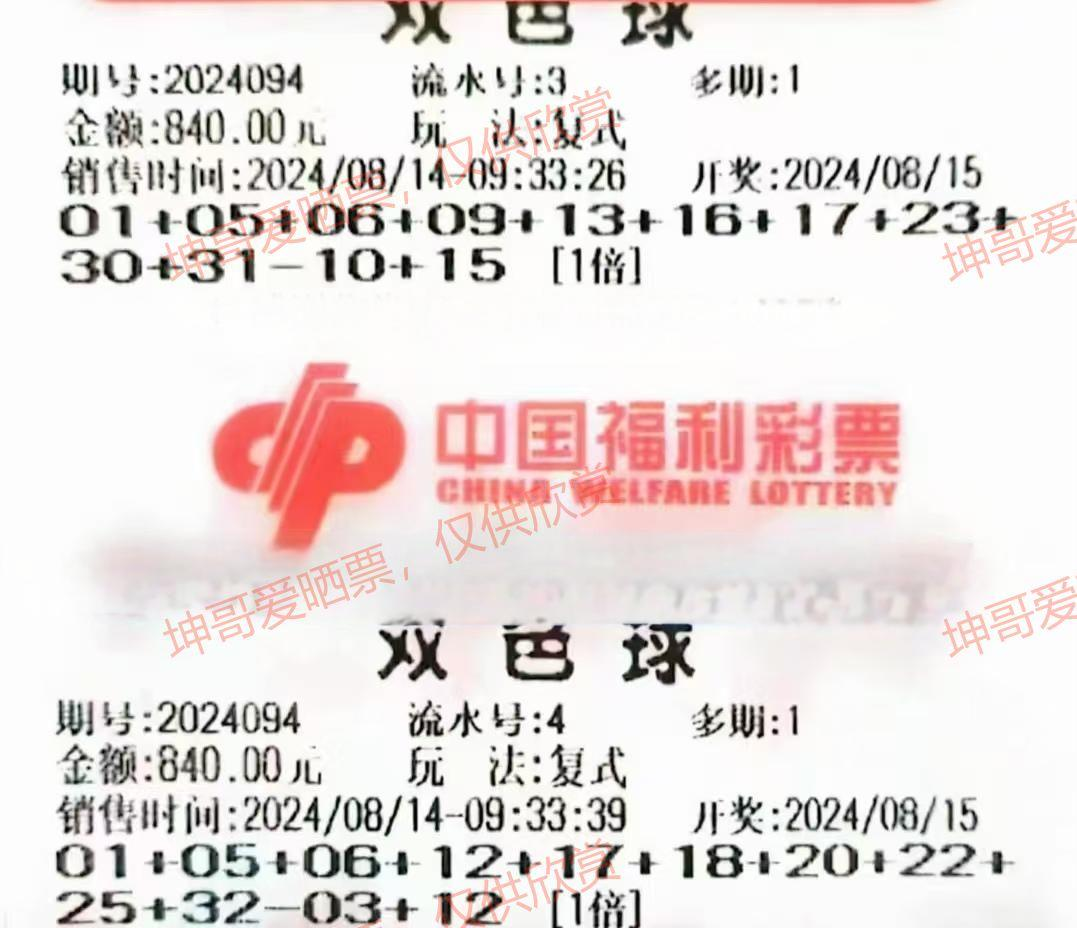 双色球
期号:2024094 流水号:3 多期:1
金额:840.00元 玩 法:复式
销售时间:2024/08/14-09:33:26 开奖:2024/08/15
01+05+06+09+13+16+17+23+
30+31-10+15 [1倍]
坤哥爱晒票，仅供欣赏
坤哥爱
中国福利彩票
CHINA WELFARE LOTTERY
坤哥爱晒票，仅供欣赏
坤哥爱
双色球
期号:2024094 流水号:4 多期:1
金额:840.00元 玩 法:复式
销售时间:2024/08/14-09:33:39 开奖:2024/08/15
01+05+06+12+17+18+20+22+
25+32-03+12 [1倍]
仅供欣赏